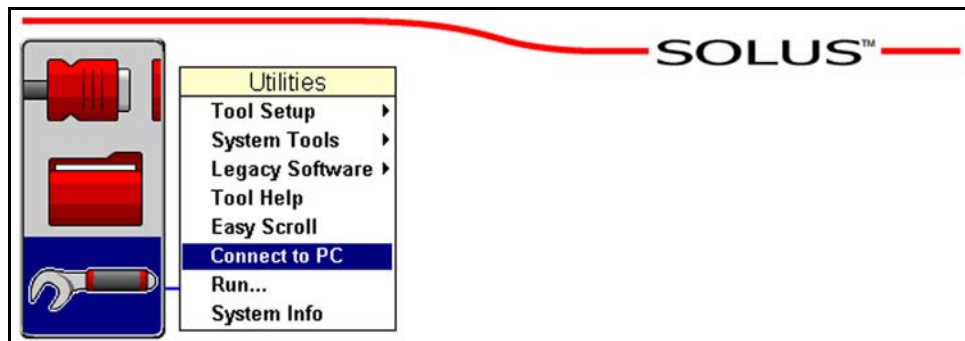 SOLUS™
Utilities
Tool Setup
System Tools
Legacy Software
Tool Help
Easy Scroll
Connect to PC
Run...
System Info